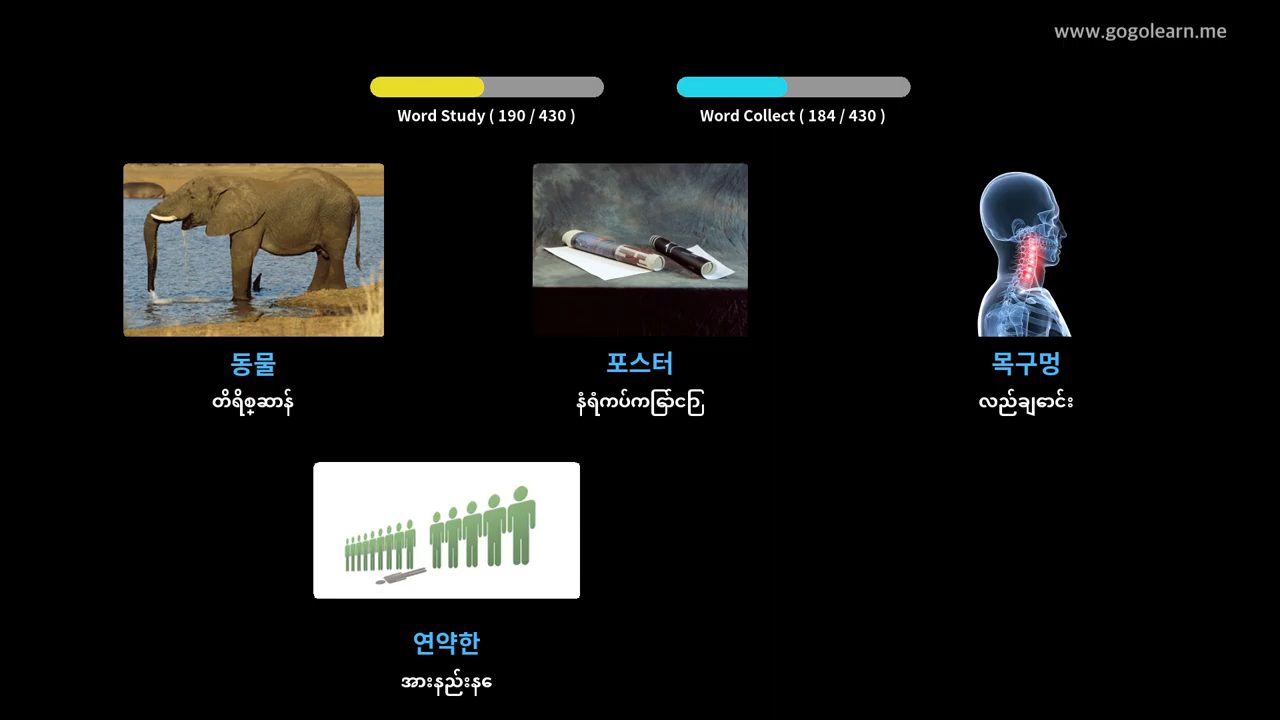 www.gogolearn.me
Word Study ( 190 / 430 )
Word Collect ( 184 / 430 )
동물
포스터
목구멍
တိရိစ္ဆာန်
နံရံကပ်ကြော်ငြာ
လည်ချောင်း
연약한
အားနည်းနေ